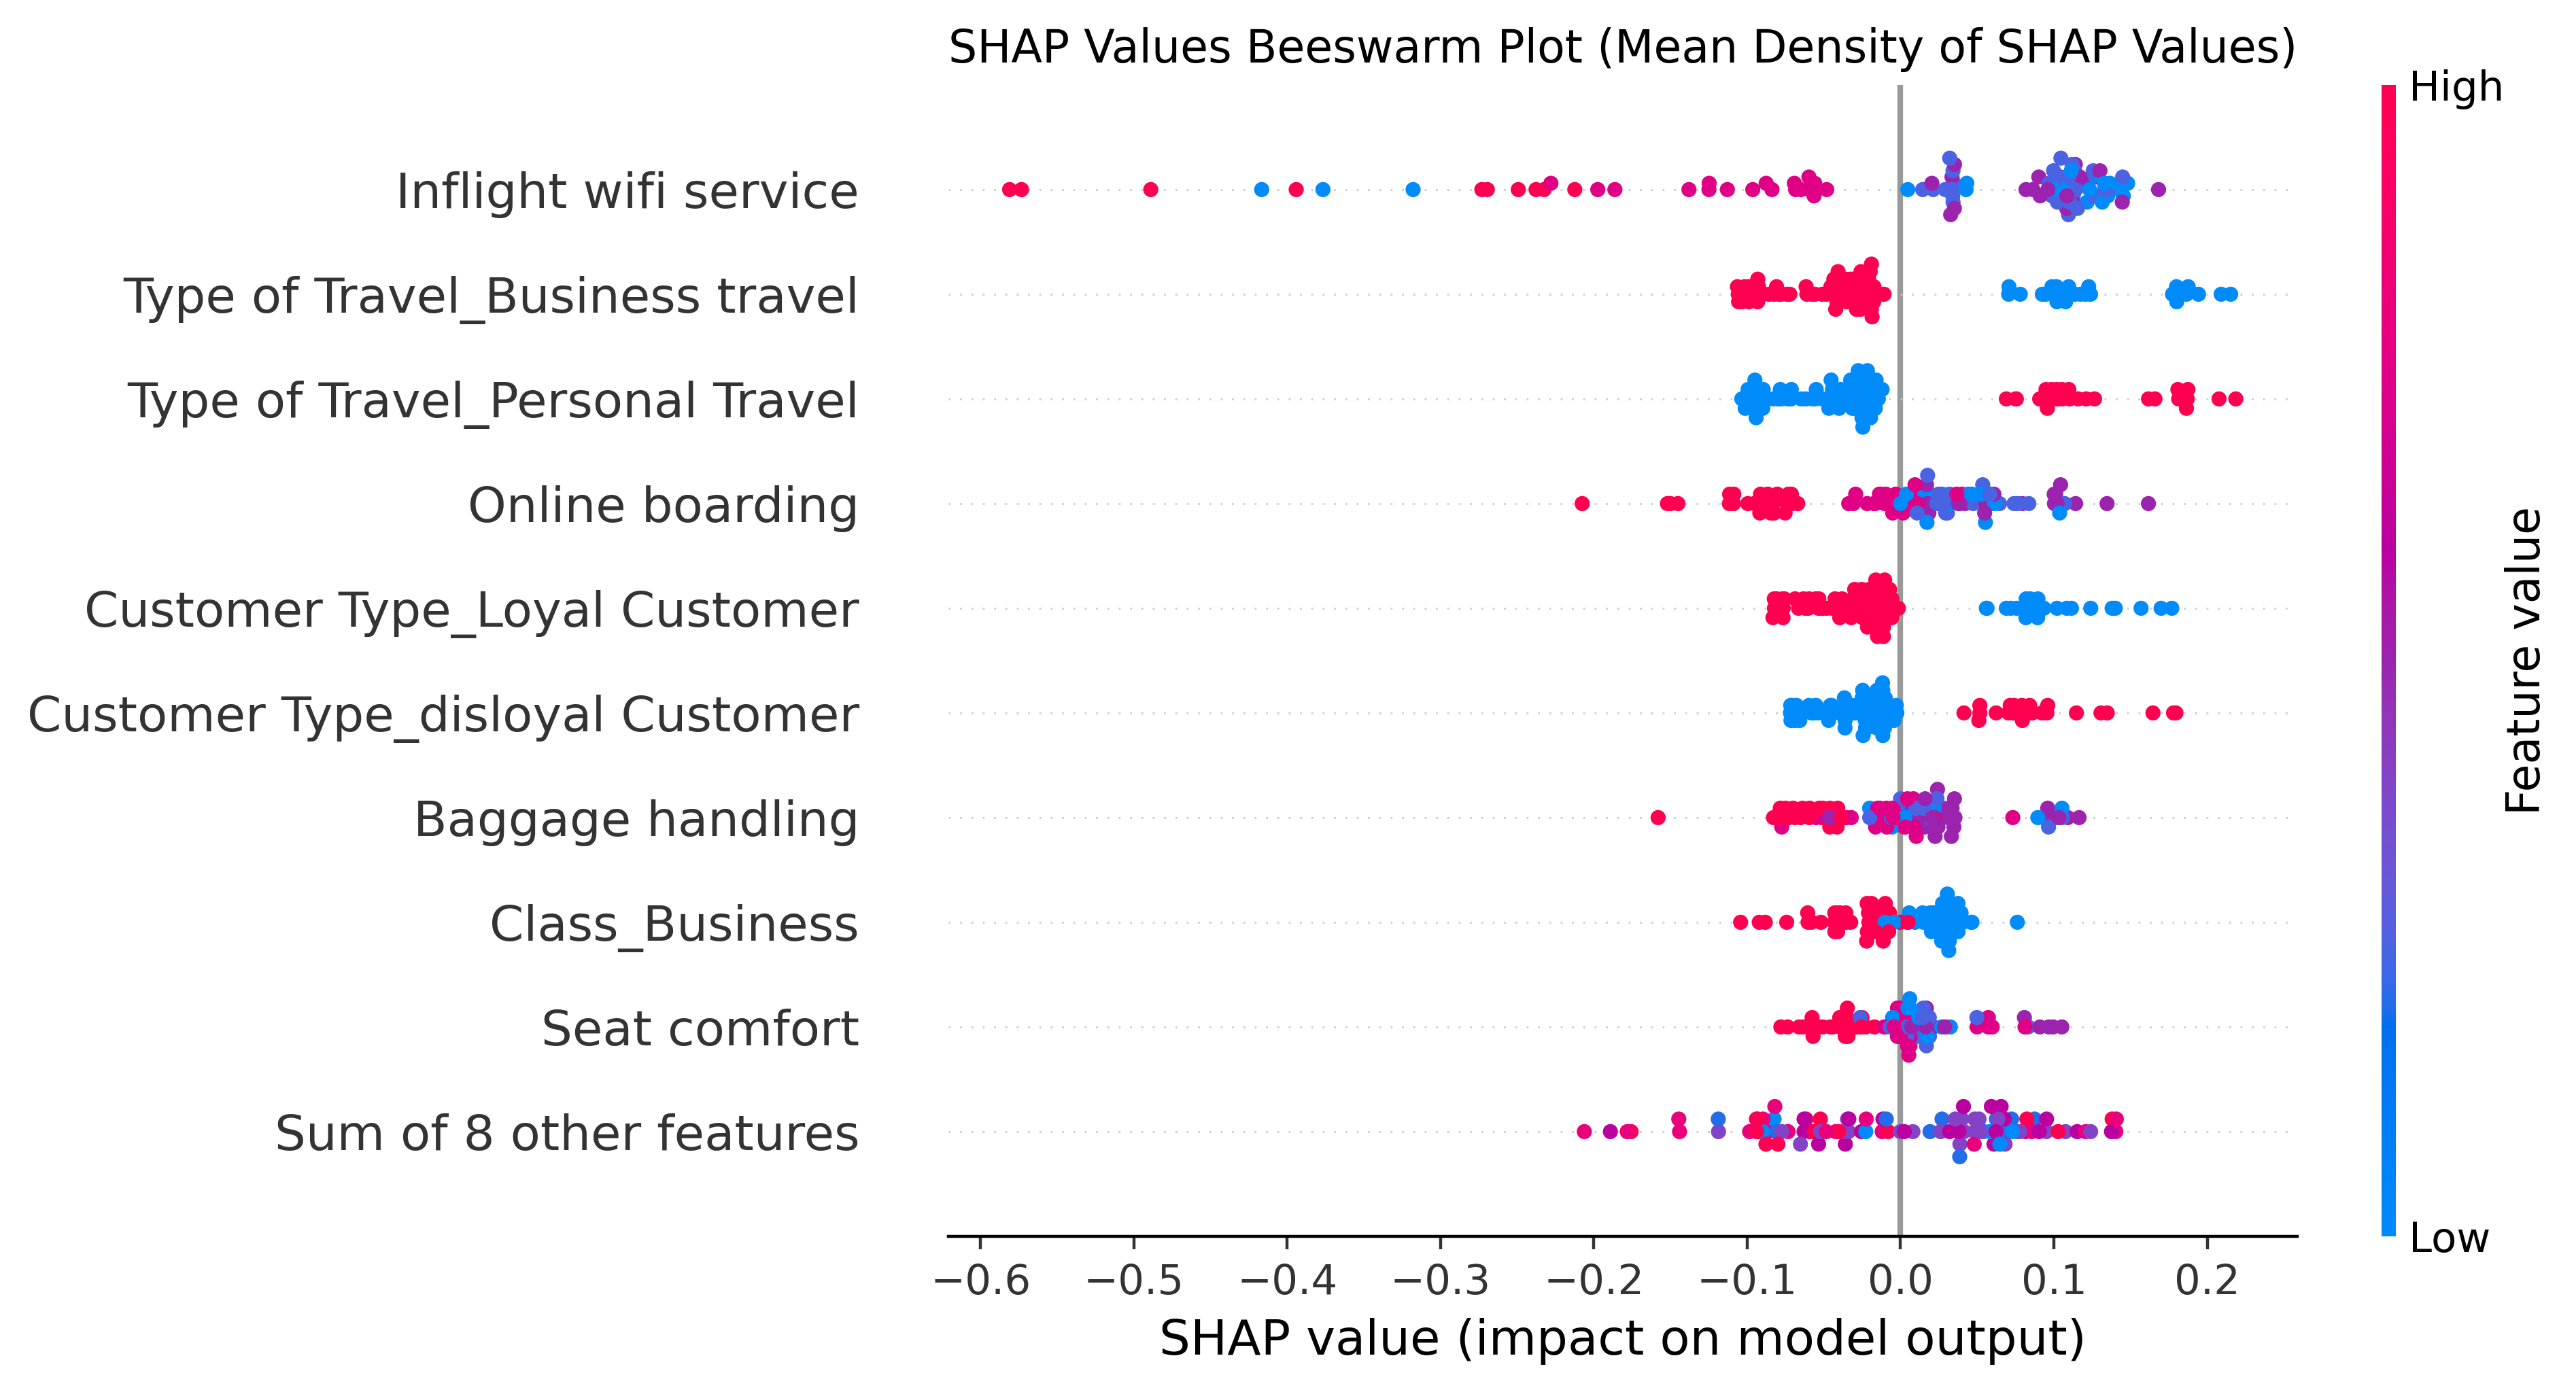 SHAP Values Beeswarm Plot (Mean Density of SHAP Values)
High
Inflight wifi service
Type of Travel_Business travel
Type of Travel_Personal Travel
Online boarding
Customer Type_Loyal Customer
Customer Type_disloyal Customer
Baggage handling
Class_Business
Seat comfort
Sum of 8 other features
Feature value
Low
−0.6 −0.5 −0.4 −0.3 −0.2 −0.1 0.0 0.1 0.2
SHAP value (impact on model output)